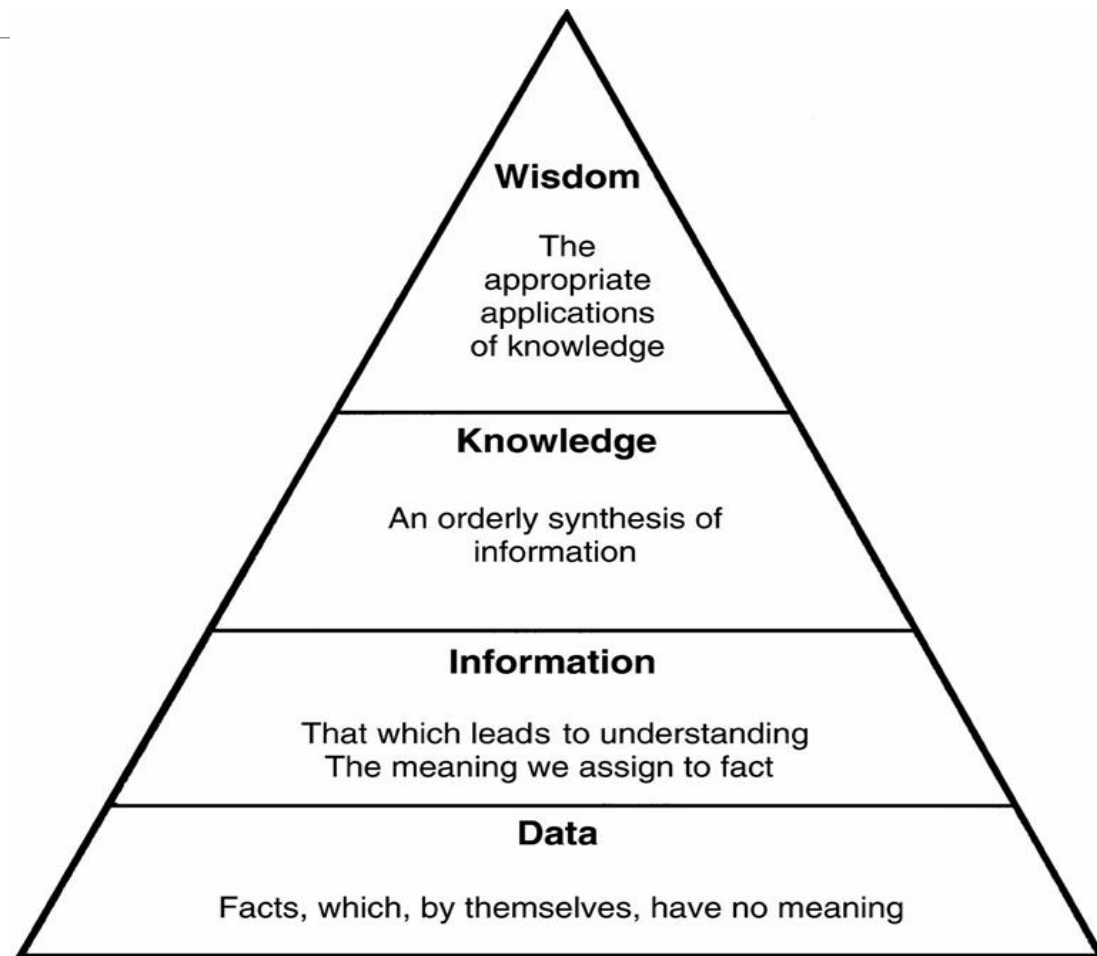 Wisdom
The
appropriate
applications
of knowledge
Knowledge
An orderly synthesis of
information
Information
That which leads to understanding
The meaning we assign to fact
Data
Facts, which, by themselves, have no meaning